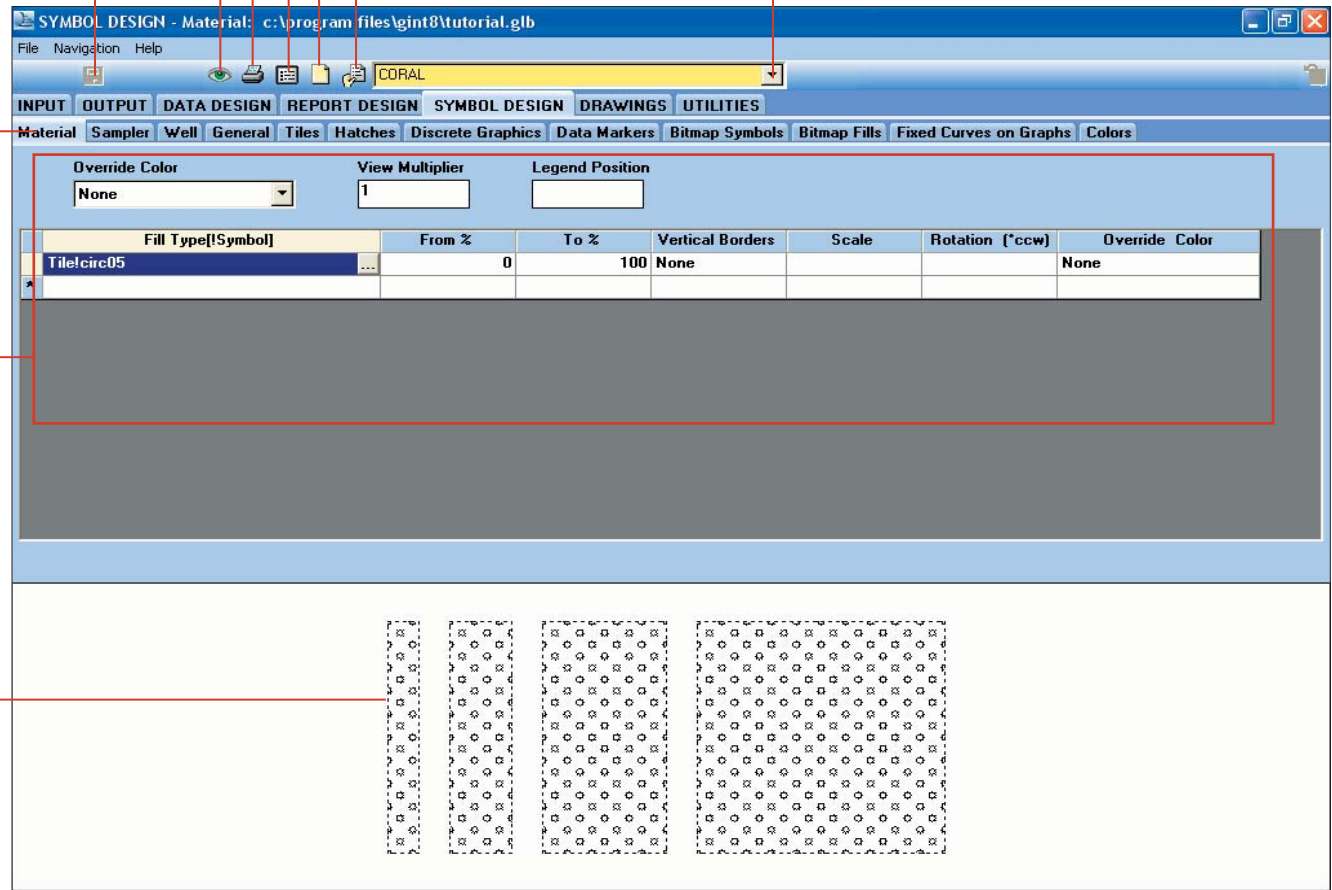 SYMBOL DESIGN - Material: c:\program files\gint8\tutorial.glb
File Navigation Help
CORAL
INPUT OUTPUT DATA DESIGN REPORT DESIGN SYMBOL DESIGN DRAWINGS UTILITIES
Material Sampler Well General Tiles Hatches Discrete Graphics Data Markers Bitmap Symbols Bitmap Fills Fixed Curves on Graphs Colors
Override Color View Multiplier Legend Position
None 1
Fill Type[!Symbol] From % To % Vertical Borders Scale Rotation (°ccw) Override Color
Tile!circ05 ... 0 100 None None
*